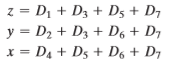 z = D₁ + D₃ + D₅ + D₇
y = D₂ + D₃ + D₆ + D₇
x = D₄ + D₅ + D₆ + D₇